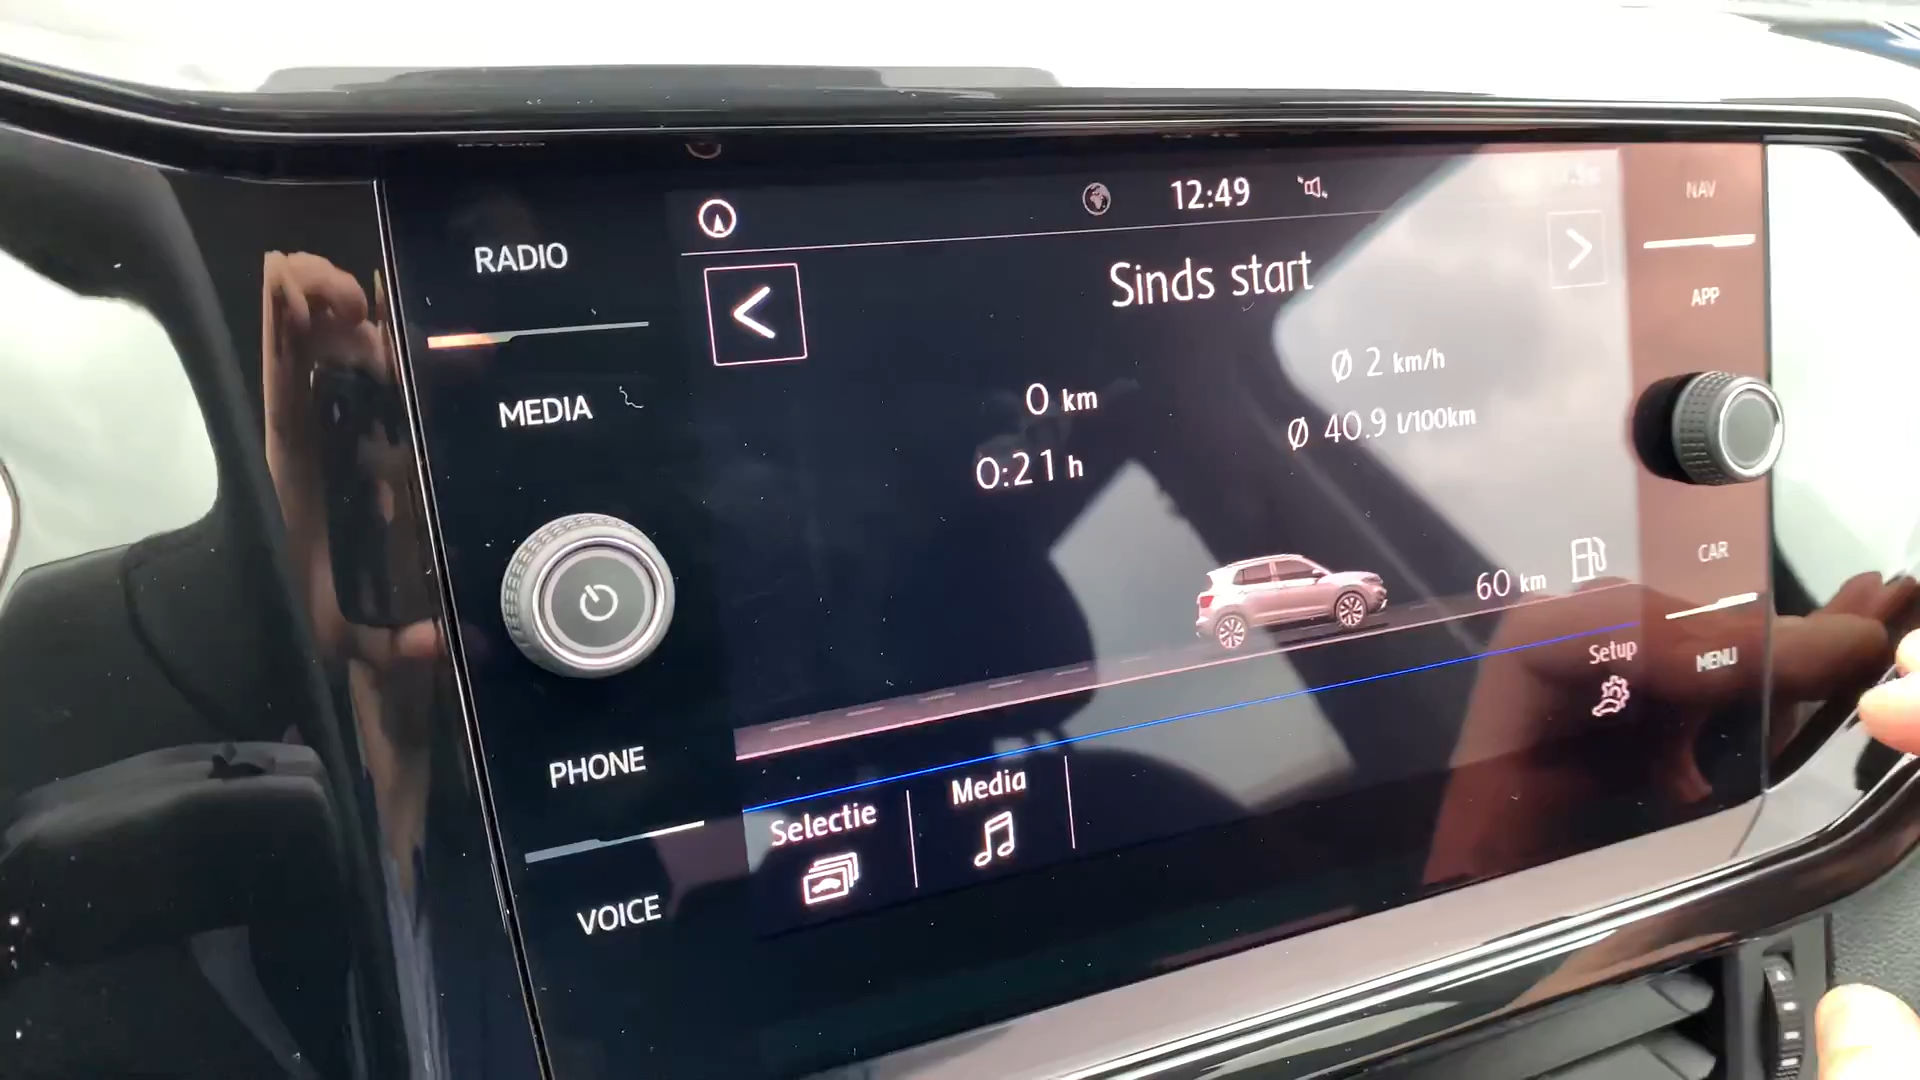 RADIO
MEDIA
PHONE
VOICE
12:49
Sinds start
0 km
0:21 h
Ø 2 km/h
Ø 40.9 l/100km
60 km
Setup
Selectie
Media
NAV
APP
CAR
MENU